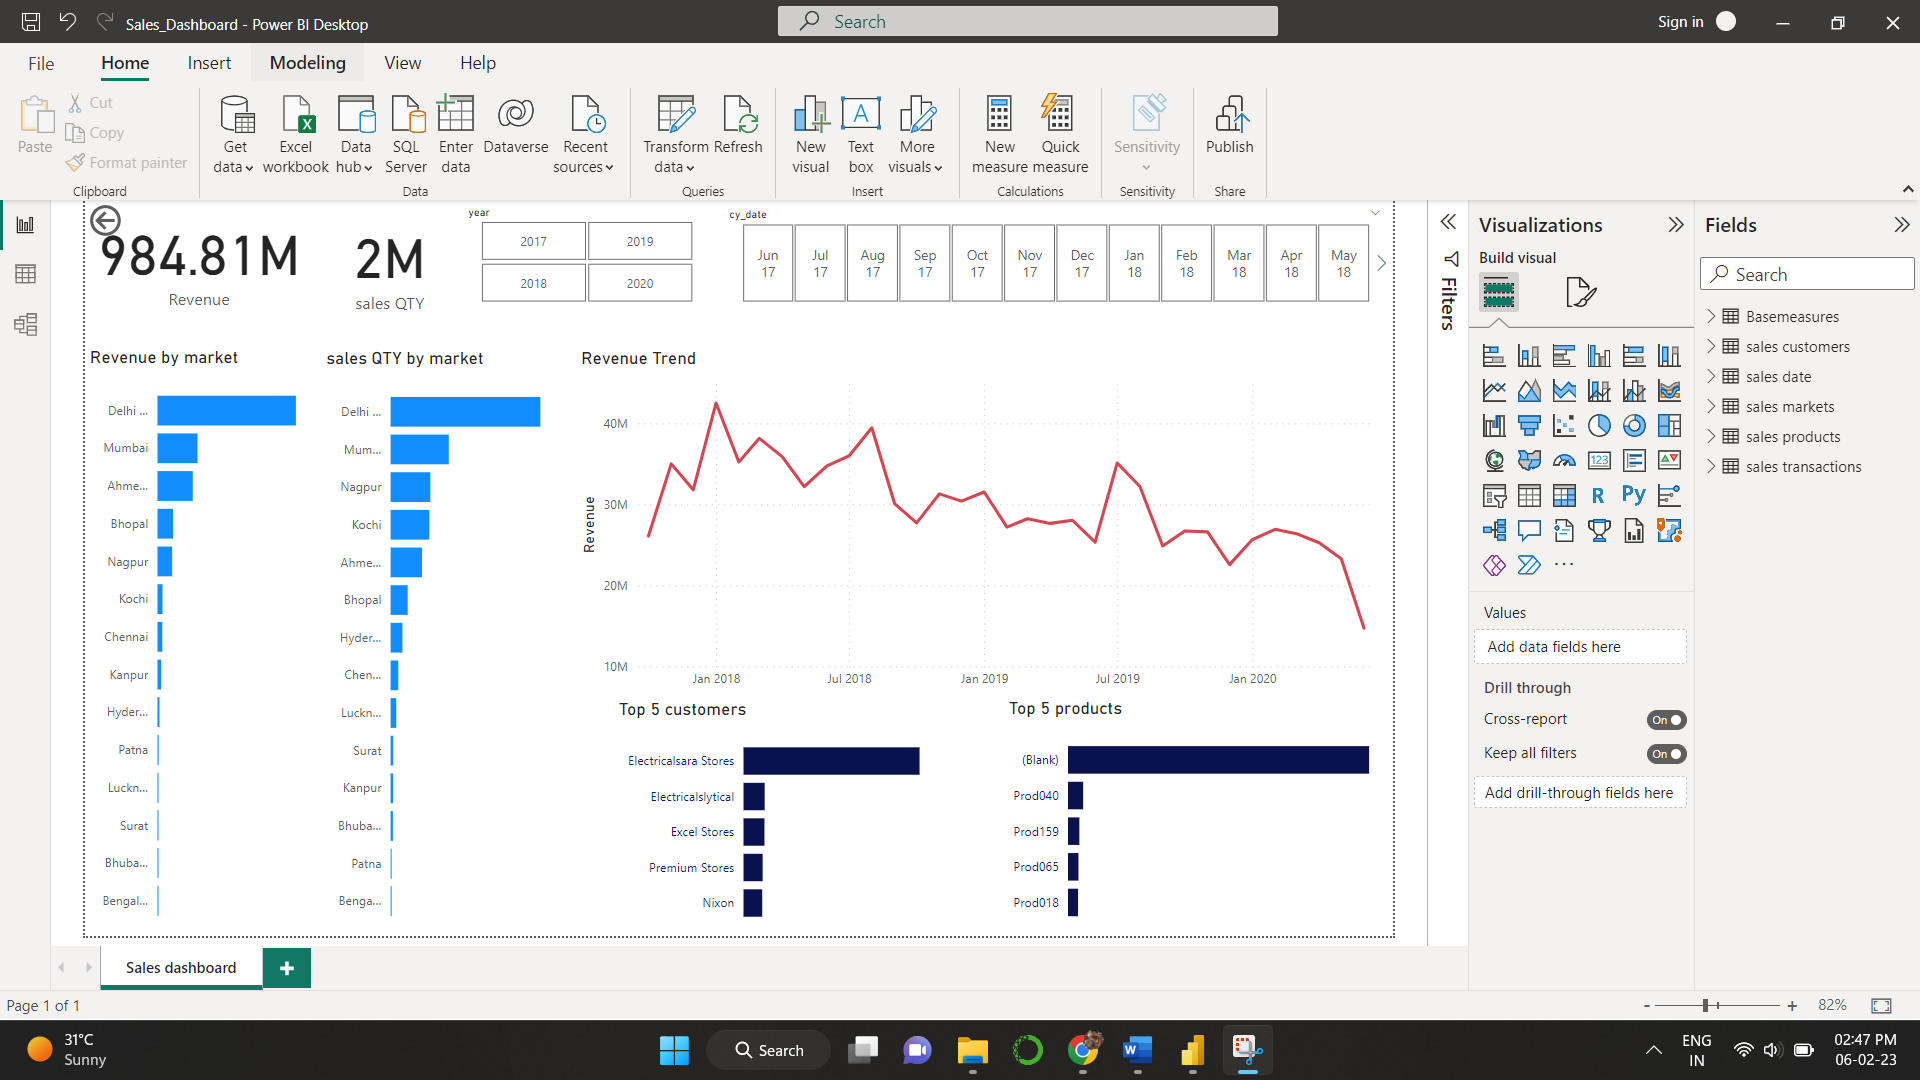 Sales_Dashboard - Power BI Desktop
Search
Sign in
File
Home
Insert
Modeling
View
Help
Paste
Cut
Copy
Format painter
Clipboard
Get data
Excel workbook
Data hub
SQL Server
Enter data
Dataverse
Recent sources
Data
Transform data
Refresh
Queries
New visual
Text box
More visuals
Insert
New measure
Quick measure
Calculations
Sensitivity
Sensitivity
Publish
Share
984.81M
Revenue
2M
sales QTY
year
2017
2019
2018
2020
cy_date
Jun 17
Jul 17
Aug 17
Sep 17
Oct 17
Nov 17
Dec 17
Jan 18
Feb 18
Mar 18
Apr 18
May 18
Revenue by market
Delhi ...
Mumbai
Ahme...
Bhopal
Nagpur
Kochi
Chennai
Kanpur
Hyder...
Patna
Luckn...
Surat
Bhuba...
Bengal...
sales QTY by market
Delhi ...
Mum...
Nagpur
Kochi
Ahme...
Bhopal
Hyder...
Chen...
Luckn...
Surat
Kanpur
Bhuba...
Patna
Benga...
Revenue Trend
Revenue
40M
30M
20M
10M
Jan 2018
Jul 2018
Jan 2019
Jul 2019
Jan 2020
Top 5 customers
Electricalsara Stores
Electricalslytical
Excel Stores
Premium Stores
Nixon
Top 5 products
(Blank)
Prod040
Prod159
Prod065
Prod018
Filters
Visualizations
Build visual
123
R
Py
...
Values
Add data fields here
Drill through
Cross-report
On
Keep all filters
On
Add drill-through fields here
Fields
Search
Basemeasures
sales customers
sales date
sales markets
sales products
sales transactions
Sales dashboard
+
Page 1 of 1
- + 82%
31°C
Sunny
Search
ENG
IN
02:47 PM
06-02-23